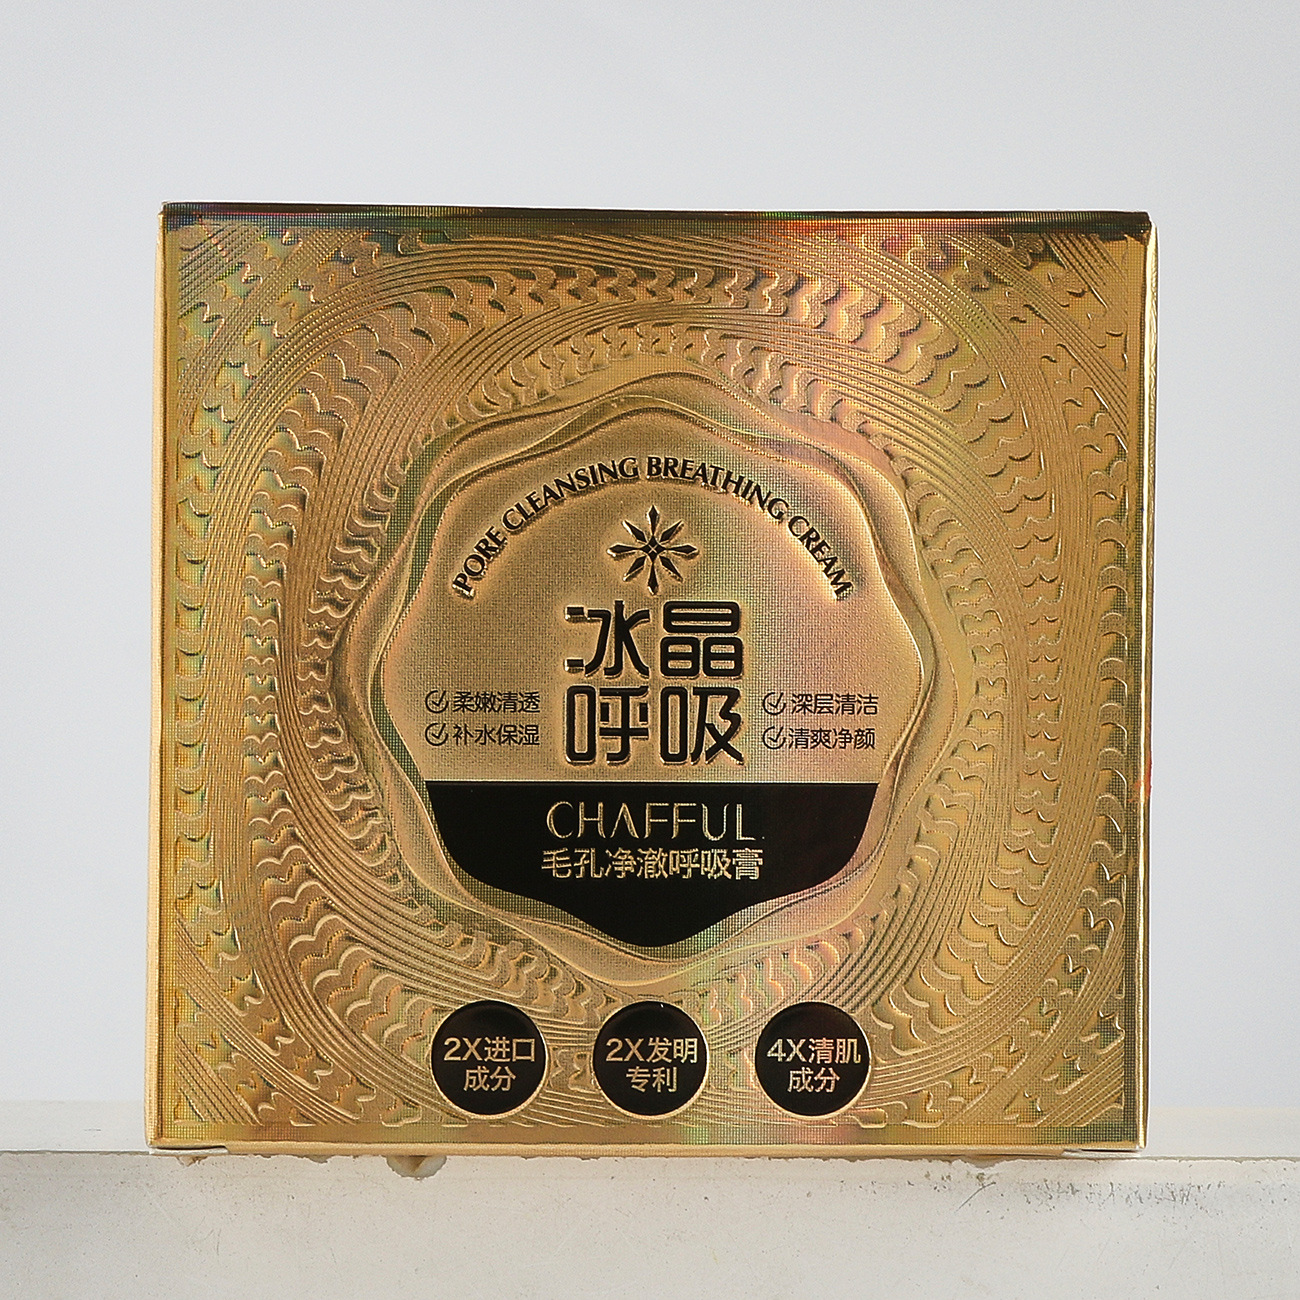 PORE CLEANSING BREATHING CREAM
冰晶
呼吸
柔嫩清透
补水保湿
深层清洁
清爽净颜
CHAFFUL
毛孔净澈呼吸膏
2X进口
成分
2X发明
专利
4X清肌
成分